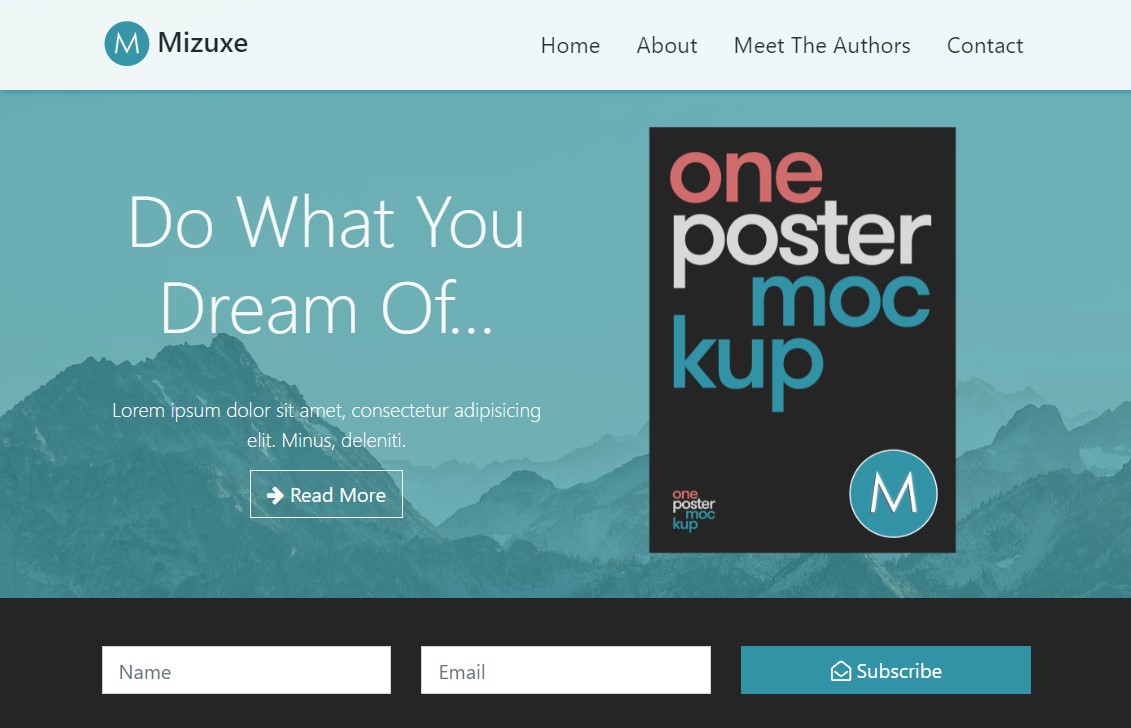 M Mizuxe
Home About Meet The Authors Contact
Do What You
Dream Of...
Lorem ipsum dolor sit amet, consectetur adipisicing
elit. Minus, deleniti.
Read More
one
poster
moc
kup
one
poster
moc
kup
M
Name Email Subscribe